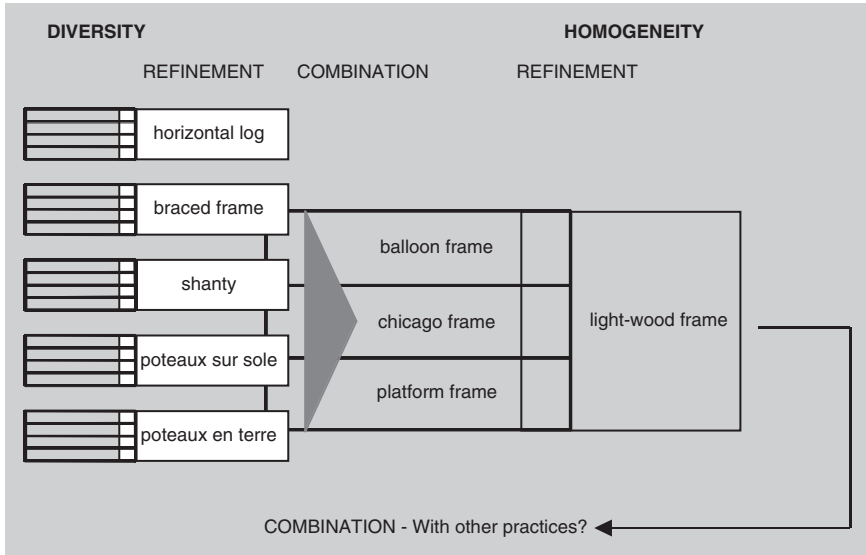 DIVERSITY HOMOGENEITY
REFINEMENT COMBINATION REFINEMENT
horizontal log
braced frame
balloon frame
shanty
chicago frame
light-wood frame
poteaux sur sole
platform frame
poteaux en terre
COMBINATION - With other practices?